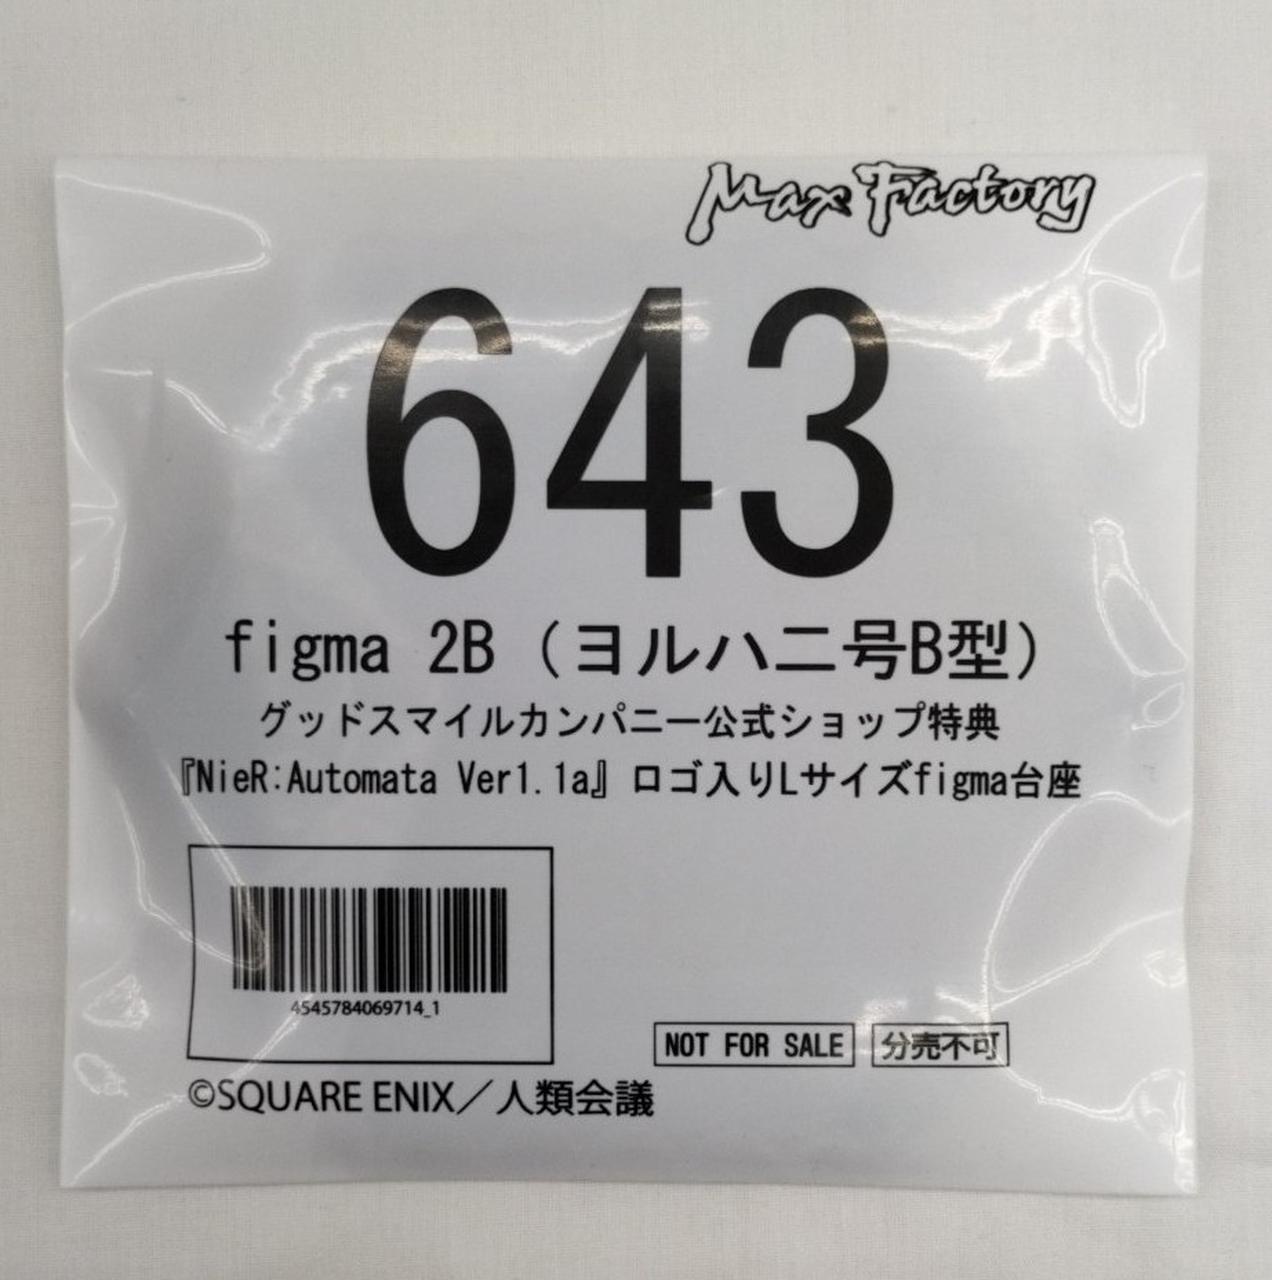 Max Factory
643
figma 2B（ヨルハ二号B型）
グッドスマイルカンパニー公式ショップ特典
『NieR:Automata Ver1.1a』ロゴ入りLサイズfigma台座
4545784069714_1
NOT FOR SALE 分売不可
©SQUARE ENIX／人類会議